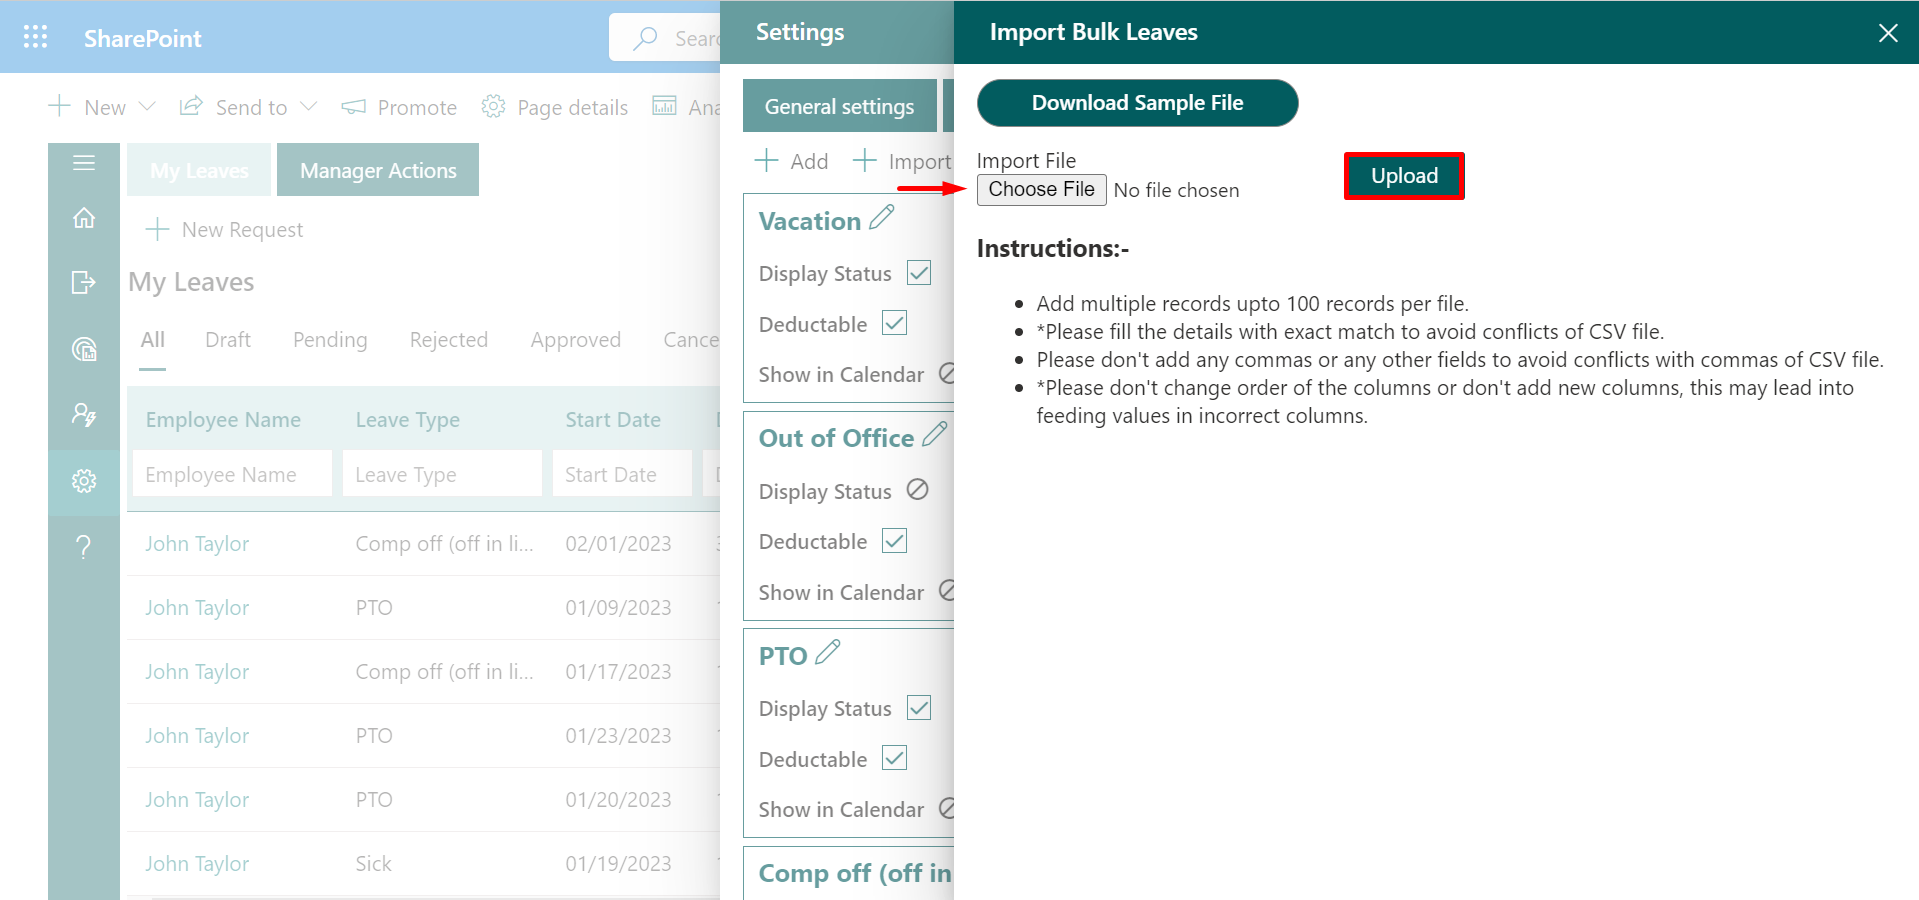 SharePoint
Sear
Settings
Import Bulk Leaves
New
Send to
Promote
Page details
Ana
General settings
Download Sample File
My Leaves
Manager Actions
Add
Import
Import File
Choose File No file chosen
Upload
New Request
My Leaves
All
Draft
Pending
Rejected
Approved
Cance
Employee Name
Leave Type
Start Date
Employee Name
Leave Type
Start Date
John Taylor
Comp off (off in li...
02/01/2023
John Taylor
PTO
01/09/2023
John Taylor
Comp off (off in li...
01/17/2023
John Taylor
PTO
01/23/2023
John Taylor
PTO
01/20/2023
John Taylor
Sick
01/19/2023
Vacation
Display Status
Deductable
Show in Calendar
Out of Office
Display Status
Deductable
Show in Calendar
PTO
Display Status
Deductable
Show in Calendar
Comp off (off in
Instructions:-
Add multiple records upto 100 records per file.
*Please fill the details with exact match to avoid conflicts of CSV file.
Please don't add any commas or any other fields to avoid conflicts with commas of CSV file.
*Please don't change order of the columns or don't add new columns, this may lead into
feeding values in incorrect columns.